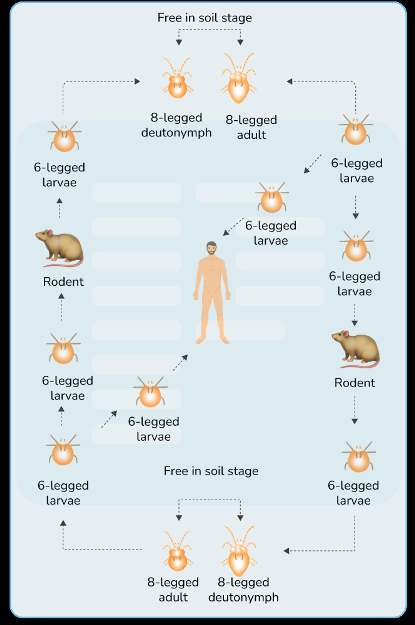 Free in soil stage
8-legged
deutonymph
8-legged
adult
6-legged
larvae
6-legged
larvae
6-legged
larvae
Rodent
6-legged
larvae
6-legged
larvae
Rodent
6-legged
larvae
6-legged
larvae
6-legged
larvae
Free in soil stage
8-legged
adult
8-legged
deutonymph